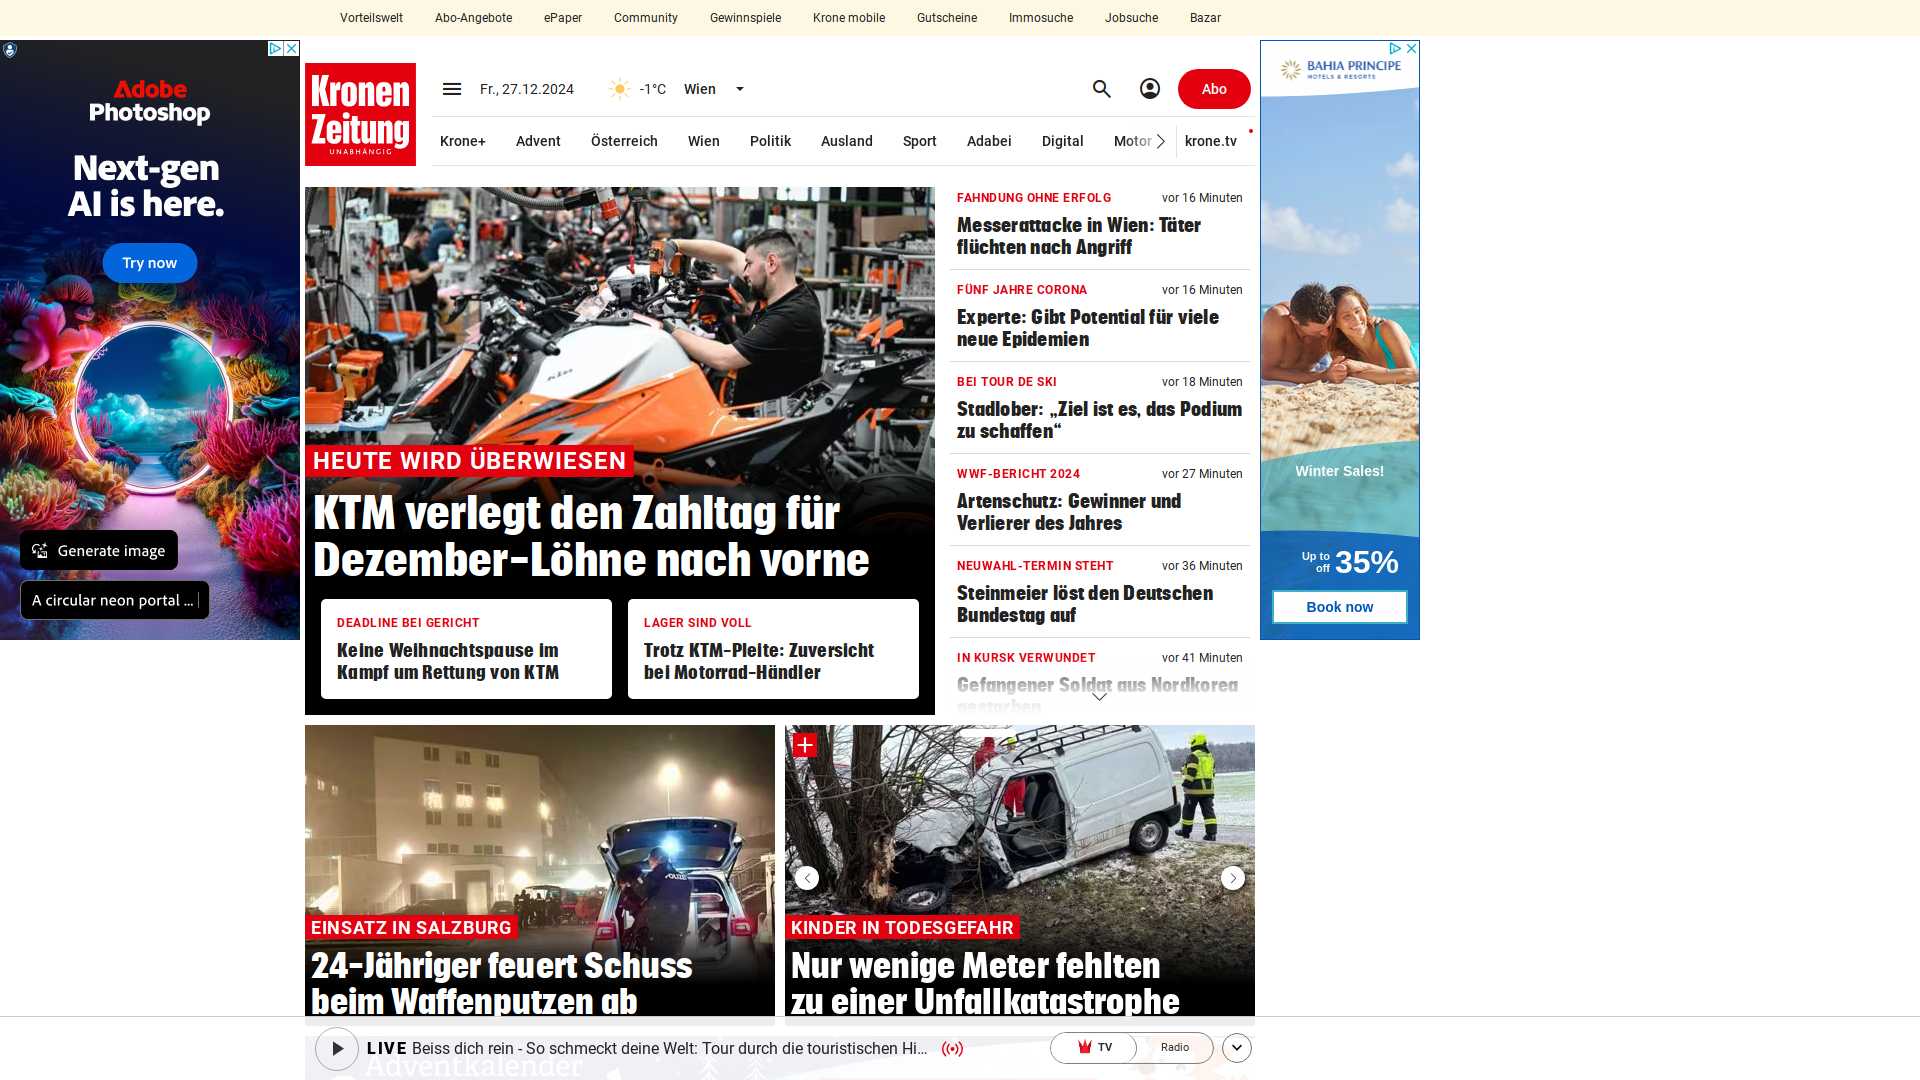 Vorteilswelt
Abo-Angebote
ePaper
Community
Gewinnspiele
Krone mobile
Gutscheine
Immosuche
Jobsuche
Bazar
Adobe
Photoshop
Next-gen
AI is here.
Try now
Generate image
A circular neon portal ...
Kronen
Zeitung
UNABHÄNGIG
Fr., 27.12.2024
-1°C
Wien
Abo
Krone+
Advent
Österreich
Wien
Politik
Ausland
Sport
Adabei
Digital
Motor
krone.tv
HEUTE WIRD ÜBERWIESEN
KTM verlegt den Zahltag für
Dezember-Löhne nach vorne
DEADLINE BEI GERICHT
Keine Weihnachtspause im
Kampf um Rettung von KTM
LAGER SIND VOLL
Trotz KTM-Pleite: Zuversicht
bei Motorrad-Händler
FAHNDUNG OHNE ERFOLG
vor 16 Minuten
Messerattacke in Wien: Täter
flüchten nach Angriff
FÜNF JAHRE CORONA
vor 16 Minuten
Experte: Gibt Potential für viele
neue Epidemien
BEI TOUR DE SKI
vor 18 Minuten
Stadlober: „Ziel ist es, das Podium
zu schaffen“
WWF-BERICHT 2024
vor 27 Minuten
Artenschutz: Gewinner und
Verlierer des Jahres
NEUWAHL-TERMIN STEHT
vor 36 Minuten
Steinmeier löst den Deutschen
Bundestag auf
IN KURSK VERWUNDET
vor 41 Minuten
Gefangener Soldat aus Nordkorea
gestorben
BAHIA PRINCIPE
HOTELS & RESORTS
Winter Sales!
Up to
off
35%
Book now
POLIZEI
EINSATZ IN SALZBURG
24-Jähriger feuert Schuss
beim Waffenputzen ab
KINDER IN TODESGEFAHR
Nur wenige Meter fehlten
zu einer Unfallkatastrophe
LIVE Beiss dich rein - So schmeckt deine Welt: Tour durch die touristischen Hi...
TV
Radio
Adventkalender